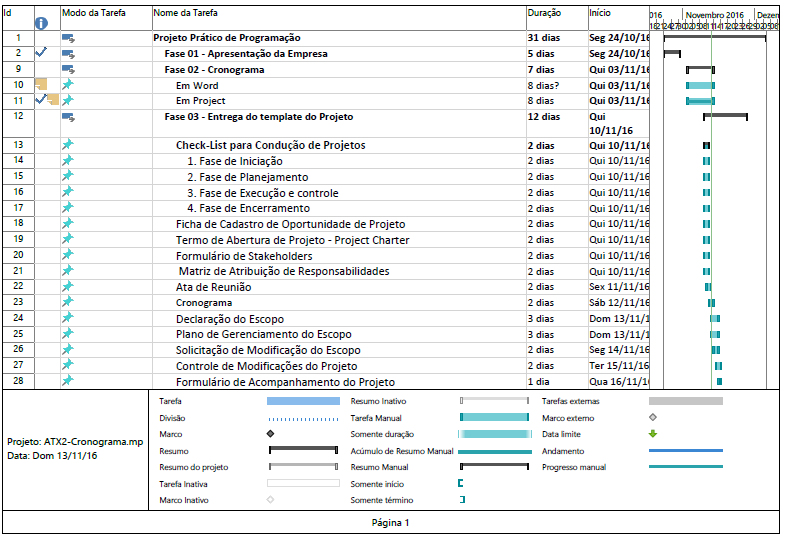 Id Modo da Tarefa Nome da Tarefa Duração Início 016 Novembro 2016 Dezem
1 Projeto Prático de Programação 31 dias Seg 24/10/16
2 Fase 01 - Apresentação da Empresa 5 dias Seg 24/10/16
9 Fase 02 - Cronograma 7 dias Qui 03/11/16
10 Em Word 8 dias? Qui 03/11/16
11 Em Project 8 dias Qui 03/11/16
12 Fase 03 - Entrega do template do Projeto 12 dias Qui
10/11/16
13 Check-List para Condução de Projetos 2 dias Qui 10/11/16
14 1. Fase de Iniciação 2 dias Qui 10/11/16
15 2. Fase de Planejamento 2 dias Qui 10/11/16
16 3. Fase de Execução e controle 2 dias Qui 10/11/16
17 4. Fase de Encerramento 2 dias Qui 10/11/16
18 Ficha de Cadastro de Oportunidade de Projeto 2 dias Qui 10/11/16
19 Termo de Abertura de Projeto - Project Charter 2 dias Qui 10/11/16
20 Formulário de Stakeholders 2 dias Qui 10/11/16
21 Matriz de Atribuição de Responsabilidades 2 dias Qui 10/11/16
22 Ata de Reunião 2 dias Sex 11/11/16
23 Cronograma 2 dias Sáb 12/11/16
24 Declaração do Escopo 3 dias Dom 13/11/1
25 Plano de Gerenciamento do Escopo 3 dias Dom 13/11/1
26 Solicitação de Modificação do Escopo 2 dias Seg 14/11/16
27 Controle de Modificações do Projeto 2 dias Ter 15/11/16
28 Formulário de Acompanhamento do Projeto 1 dia Qua 16/11/1
Projeto: ATX2-Cronograma.mp
Data: Dom 13/11/16
Tarefa
Divisão
Marco
Resumo
Resumo do projeto
Tarefa Inativa
Marco Inativo
Resumo Inativo
Tarefa Manual
Somente duração
Acúmulo de Resumo Manual
Resumo Manual
Somente início
Somente término
Tarefas externas
Marco externo
Data limite
Andamento
Progresso manual
Página 1